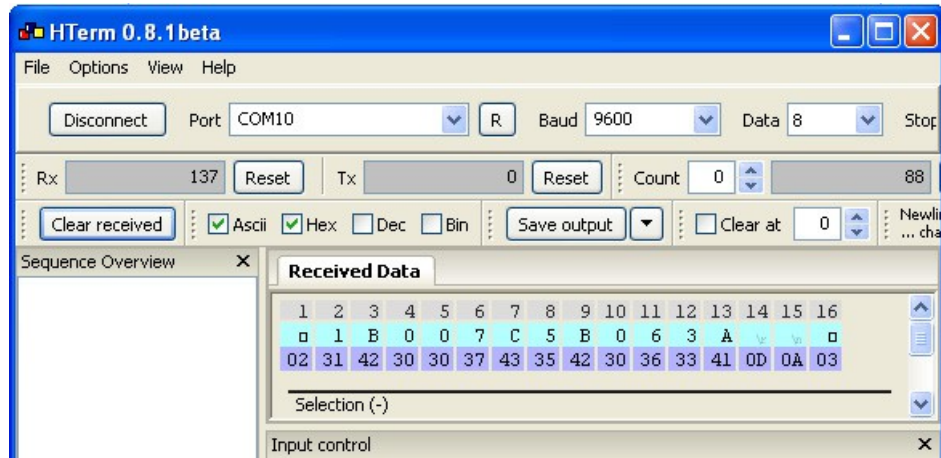 HTerm 0.8.1beta
File Options View Help
Disconnect Port COM10 R Baud 9600 Data 8 Stop
Rx 137 Reset Tx 0 Reset Count 0 88
Clear received Ascii Hex Dec Bin Save output Clear at 0 Newlin
... cha
Sequence Overview Received Data
1 2 3 4 5 6 7 8 9 10 11 12 13 14 15 16
□ 1 B 0 0 7 C 5 B 0 6 3 A \r \n □
02 31 42 30 30 37 43 35 42 30 36 33 41 0D 0A 03
Selection (-)
Input control